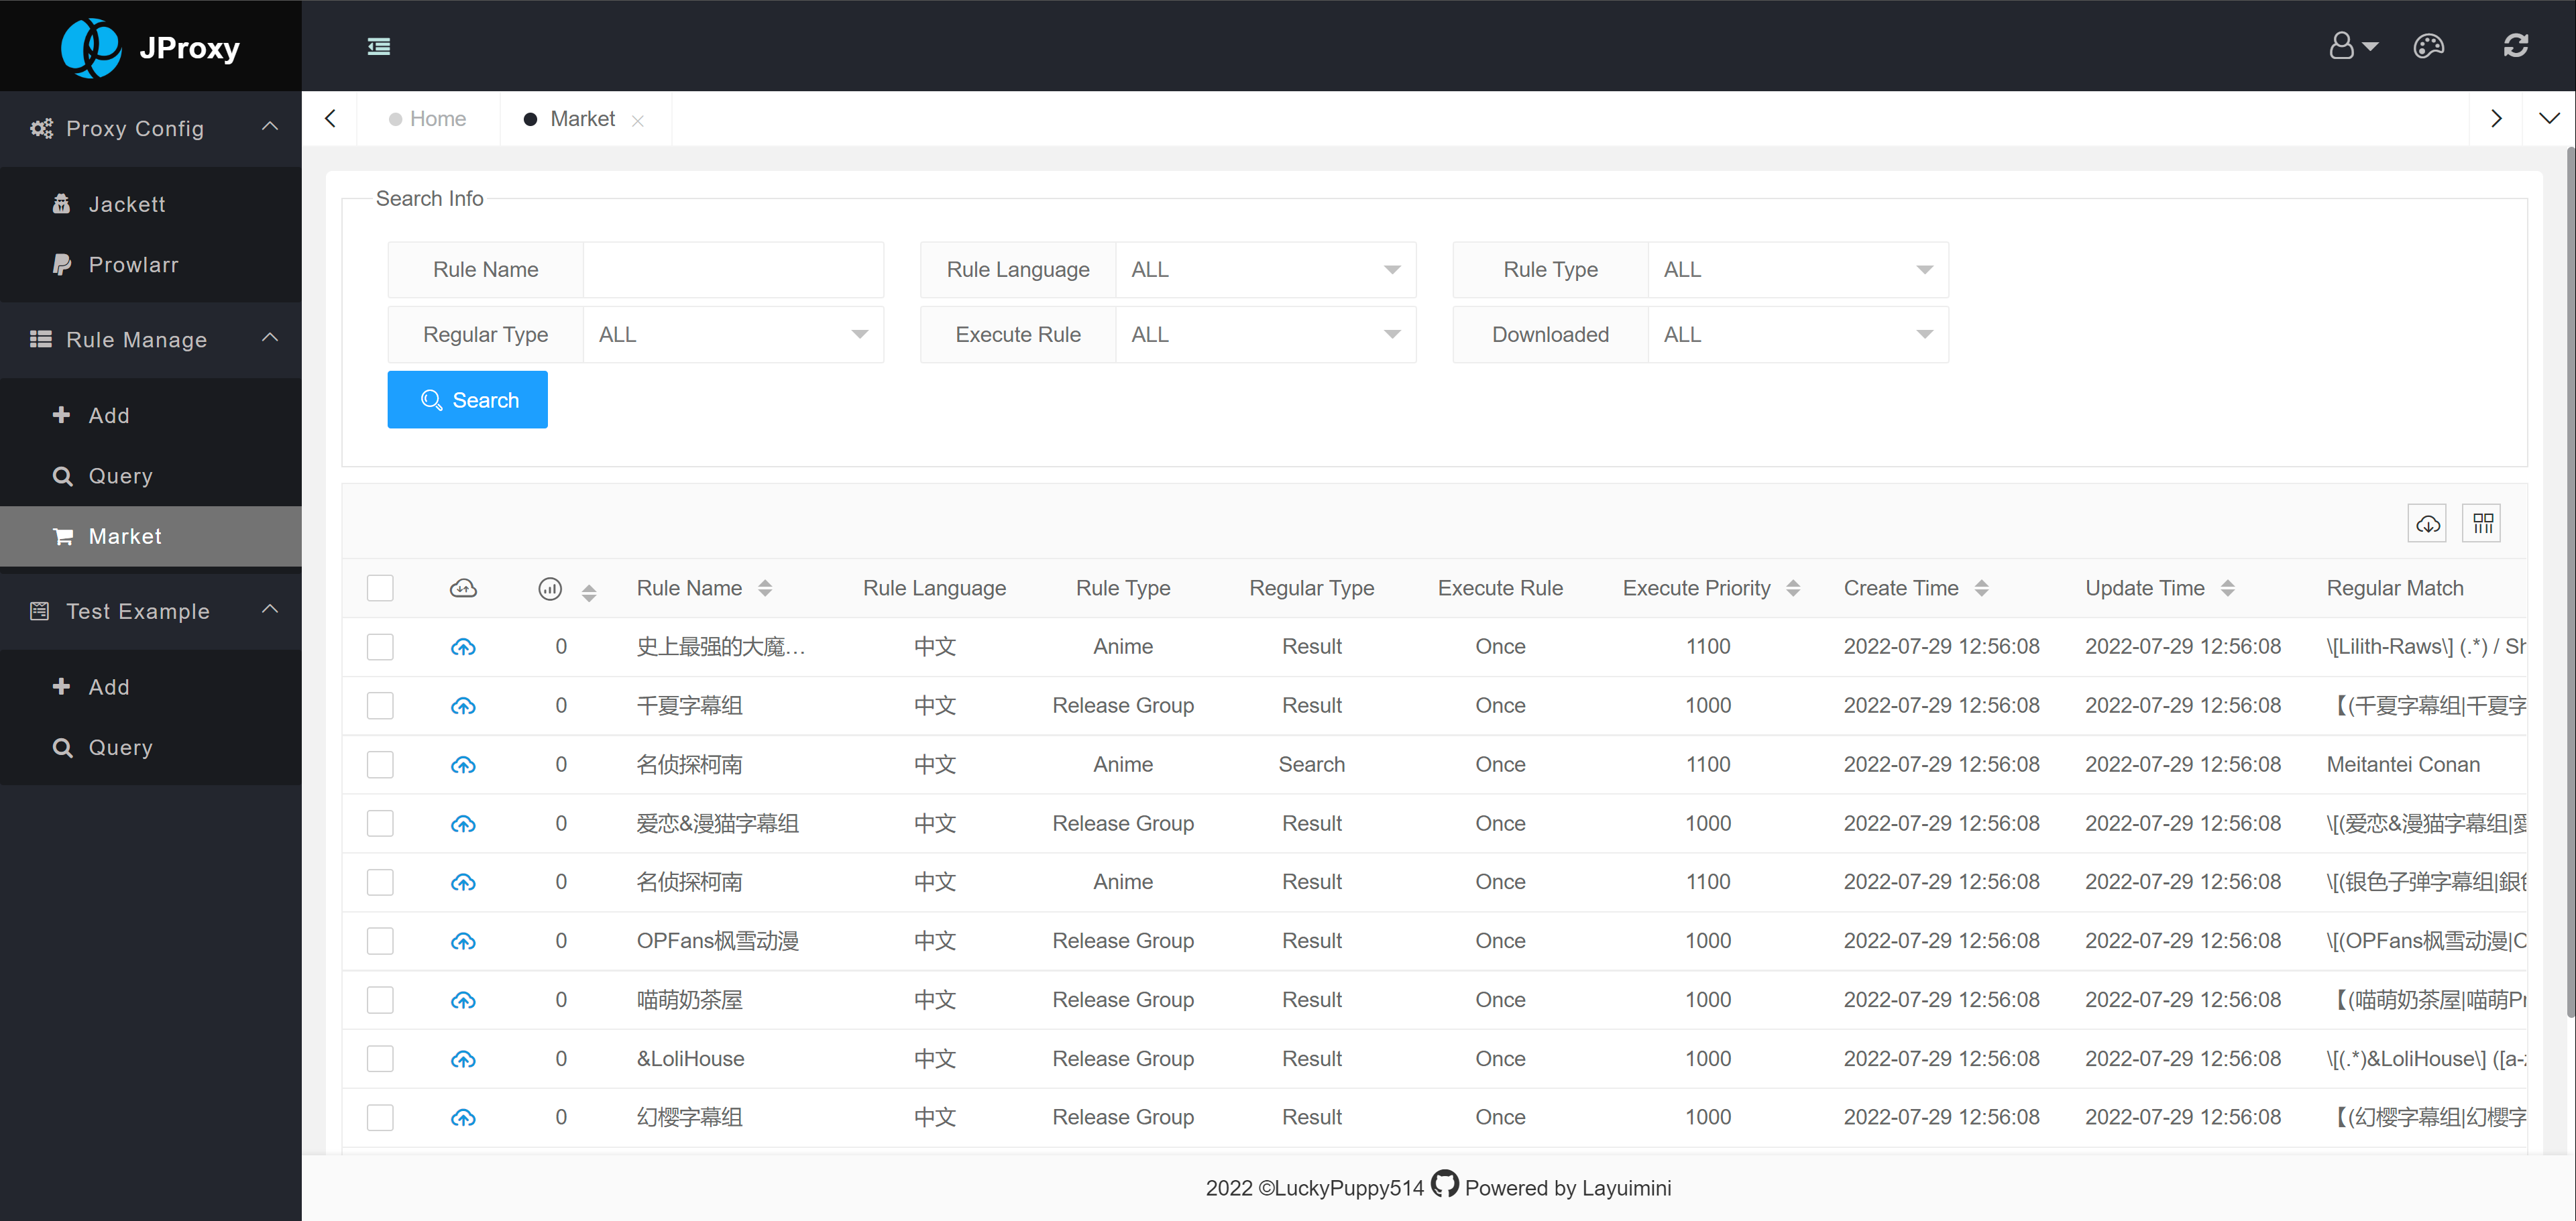 JProxy
Proxy Config
Jackett
Prowlarr
Rule Manage
Add
Query
Market
Test Example
Add
Query
Home Market
Search Info
Rule Name Rule Language ALL Rule Type ALL
Regular Type ALL Execute Rule ALL Downloaded ALL
Search
Rule Name Rule Language Rule Type Regular Type Execute Rule Execute Priority Create Time Update Time Regular Match
0 史上最强的大魔... 中文 Anime Result Once 1100 2022-07-29 12:56:08 2022-07-29 12:56:08 \[Lilith-Raws\] (.*) / Sh
0 千夏字幕组 中文 Release Group Result Once 1000 2022-07-29 12:56:08 2022-07-29 12:56:08 【(千夏字幕组|千夏字
0 名侦探柯南 中文 Anime Search Once 1100 2022-07-29 12:56:08 2022-07-29 12:56:08 Meitantei Conan
0 爱恋&漫猫字幕组 中文 Release Group Result Once 1000 2022-07-29 12:56:08 2022-07-29 12:56:08 \[(爱恋&漫猫字幕组|愛
0 名侦探柯南 中文 Anime Result Once 1100 2022-07-29 12:56:08 2022-07-29 12:56:08 \[(银色子弹字幕组|銀
0 OPFans枫雪动漫 中文 Release Group Result Once 1000 2022-07-29 12:56:08 2022-07-29 12:56:08 \[(OPFans枫雪动漫|
0 喵萌奶茶屋 中文 Release Group Result Once 1000 2022-07-29 12:56:08 2022-07-29 12:56:08 【(喵萌奶茶屋|喵萌Pr
0 &LoliHouse 中文 Release Group Result Once 1000 2022-07-29 12:56:08 2022-07-29 12:56:08 \[(.*)&LoliHouse\] ([a-z
0 幻樱字幕组 中文 Release Group Result Once 1000 2022-07-29 12:56:08 2022-07-29 12:56:08 【(幻樱字幕组|幻櫻字
2022 ©LuckyPuppy514 Powered by Layuimini